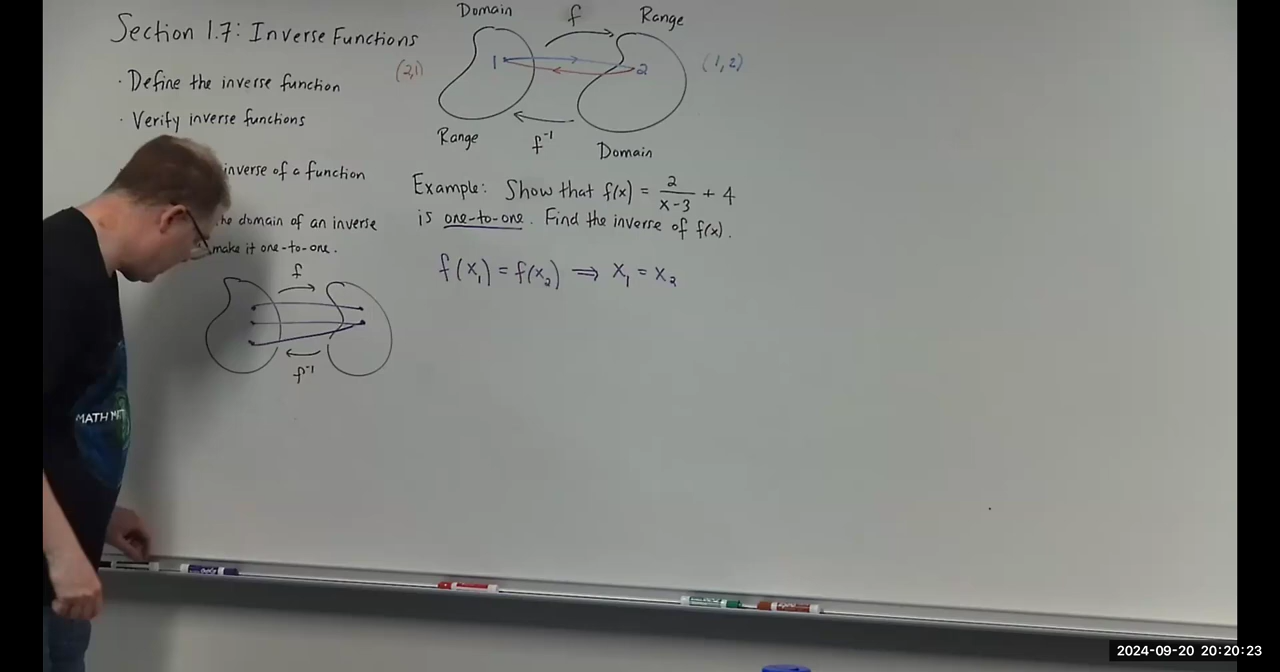 Section 1.7: Inverse Functions
· Define the inverse function
· Verify inverse functions
inverse of a function
domain of an inverse
make it one-to-one.
f
f⁻¹
Domain
f
Range
(2,1)
1
2
(1,2)
Range
f⁻¹
Domain
Example: Show that f(x) = 2/(x-3) + 4
is one-to-one. Find the inverse of f(x).
f(x₁) = f(x₂) ⇒ x₁ = x₂
2024-09-20 20:20:23